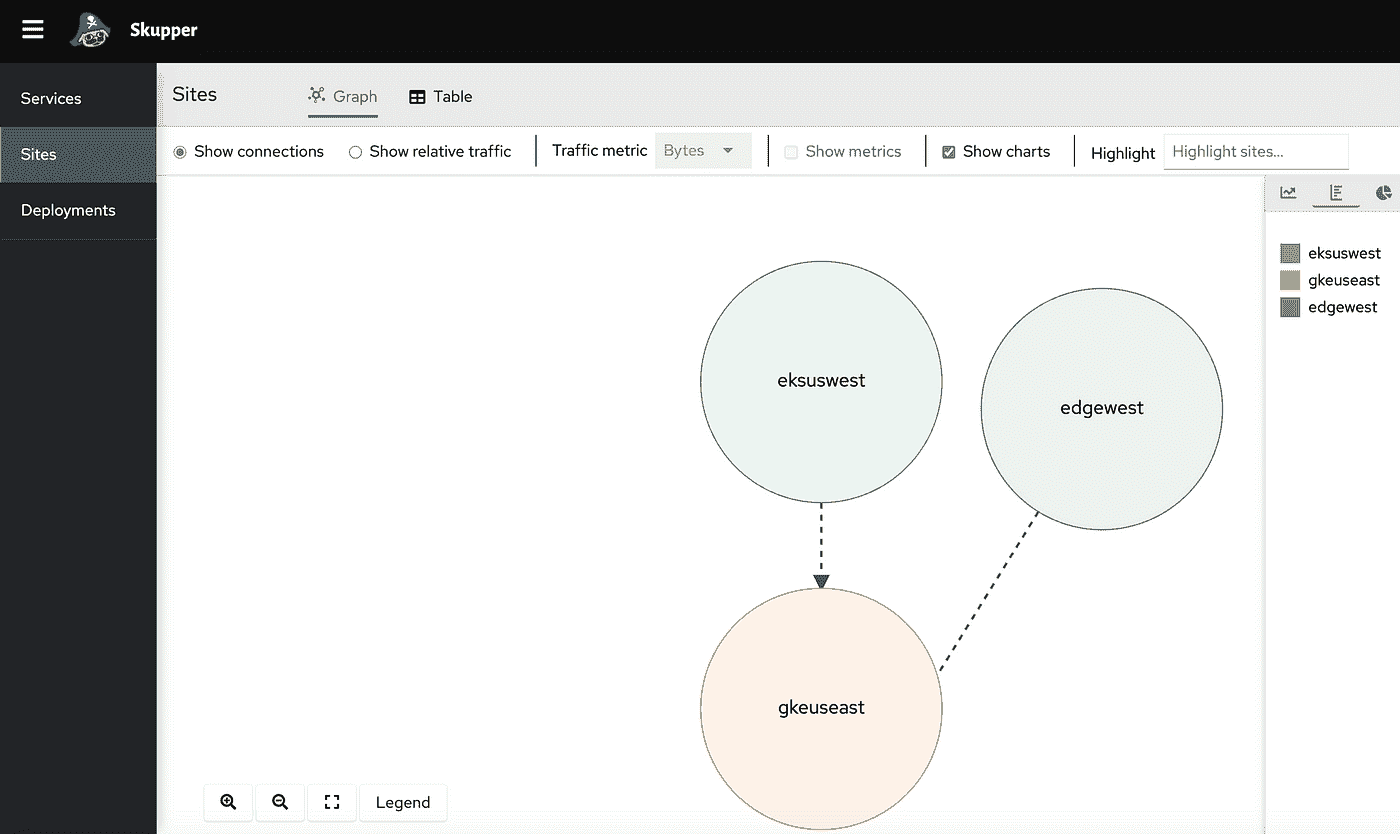 Skupper
Services
Sites
Deployments
Sites
Graph
Table
Show connections
Show relative traffic
Traffic metric
Bytes
Show metrics
Show charts
Highlight
Highlight sites...
eksuswest
gkeuseast
edgewest
eksuswest
edgewest
gkeuseast
Legend